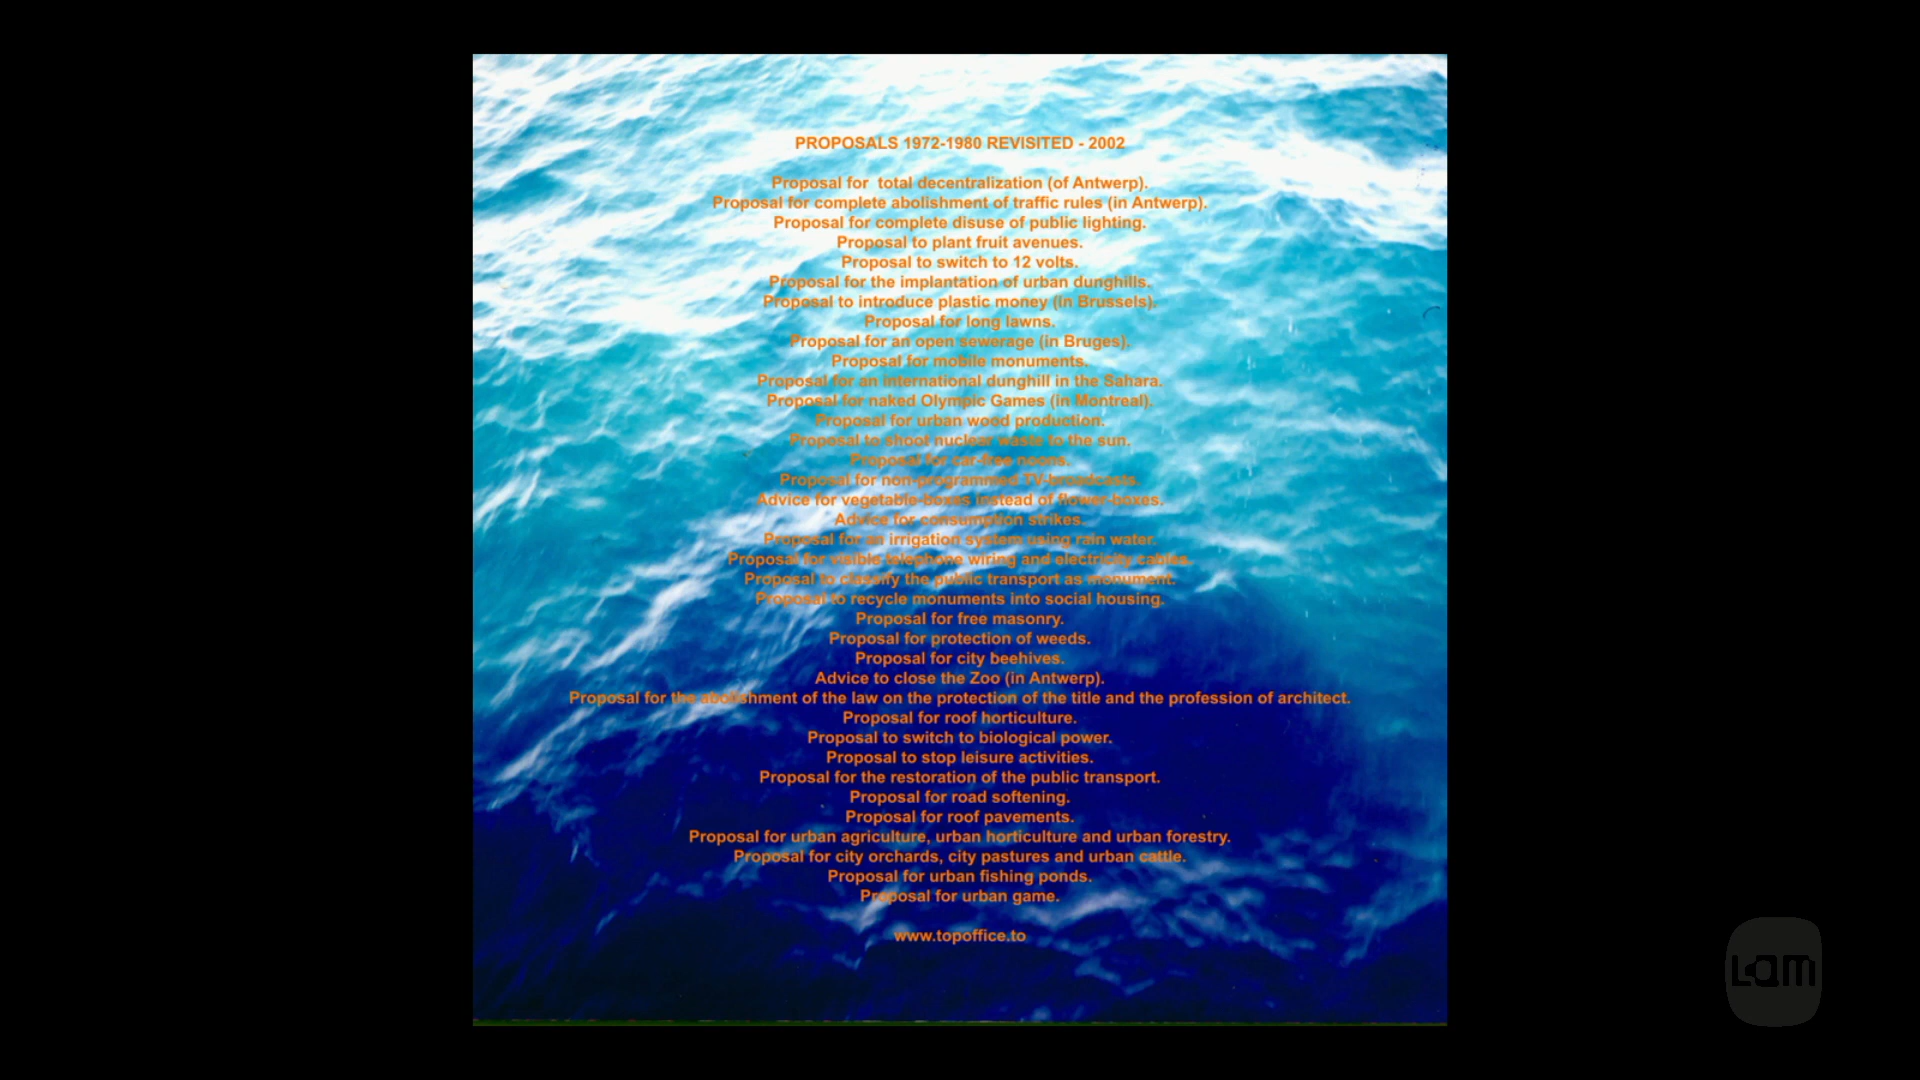 PROPOSALS 1972-1980 REVISITED - 2002
Proposal for  total decentralization (of Antwerp).
Proposal for complete abolishment of traffic rules (in Antwerp).
Proposal for complete disuse of public lighting.
Proposal to plant fruit avenues.
Proposal to switch to 12 volts.
Proposal for the implantation of urban dunghills.
Proposal to introduce plastic money (in Brussels).
Proposal for long lawns.
Proposal for an open sewerage (in Bruges).
Proposal for mobile monuments.
Proposal for an international dunghill in the Sahara.
Proposal for naked Olympic Games (in Montreal).
Proposal for urban wood production.
Proposal to shoot nuclear waste to the sun.
Proposal for car-free noons.
Proposal for non-programmed TV-broadcasts.
Advice for vegetable-boxes instead of flower-boxes.
Advice for consumption strikes.
Proposal for an irrigation system using rain water.
Proposal for visible telephone wiring and electricity cables.
Proposal to classify the public transport as monument.
Proposal to recycle monuments into social housing.
Proposal for free masonry.
Proposal for protection of weeds.
Proposal for city beehives.
Advice to close the Zoo (in Antwerp).
Proposal for the abolishment of the law on the protection of the title and the profession of architect.
Proposal for roof horticulture.
Proposal to switch to biological power.
Proposal to stop leisure activities.
Proposal for the restoration of the public transport.
Proposal for road softening.
Proposal for roof pavements.
Proposal for urban agriculture, urban horticulture and urban forestry.
Proposal for city orchards, city pastures and urban cattle.
Proposal for urban fishing ponds.
Proposal for urban game.
www.topoffice.to
Lam